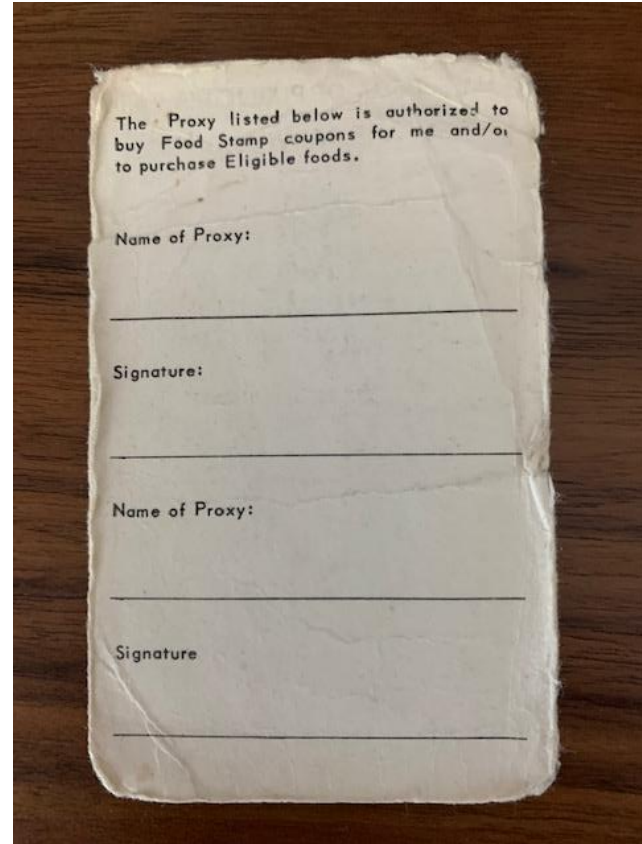 The Proxy listed below is authorized to
buy Food Stamp coupons for me and/or
to purchase Eligible foods.
Name of Proxy:
Signature:
Name of Proxy:
Signature